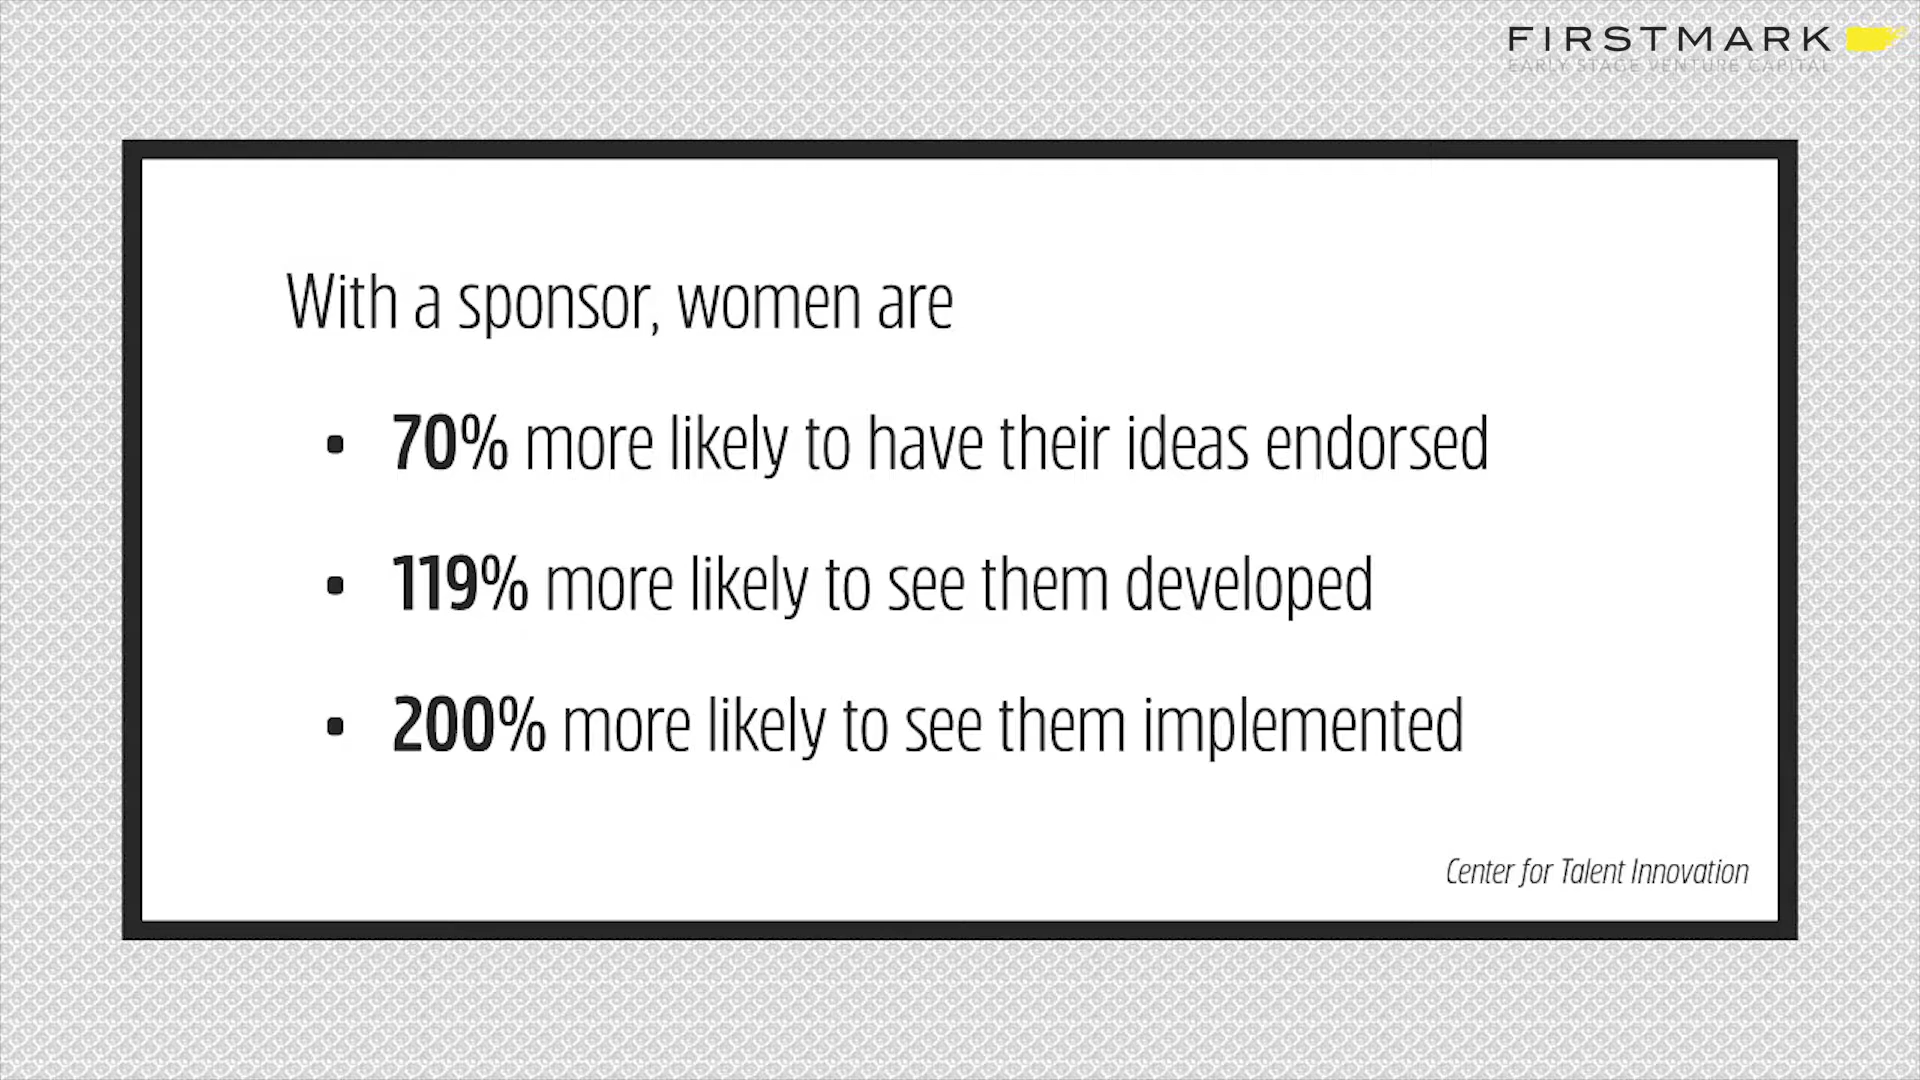 FIRSTMARK
EARLY STAGE VENTURE CAPITAL
With a sponsor, women are
• 70% more likely to have their ideas endorsed
• 119% more likely to see them developed
• 200% more likely to see them implemented
Center for Talent Innovation